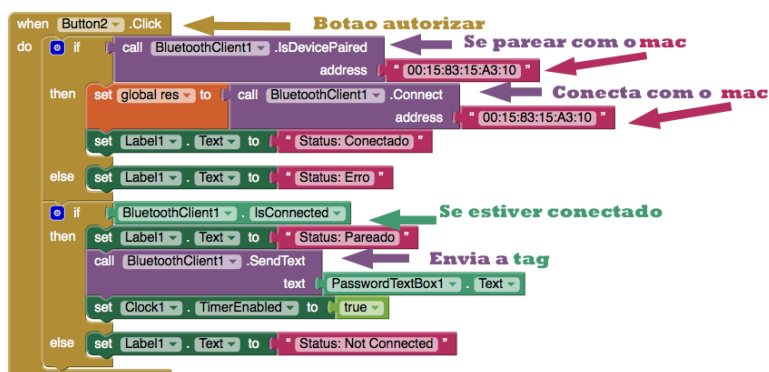 when Button2 .Click Botao autorizar
do if call BluetoothClient1 .IsDevicePaired Se parear com o mac
address " 00:15:83:15:A3:10 "
then set global res to call BluetoothClient1 .Connect Conecta com o mac
address " 00:15:83:15:A3:10 "
set Label1 . Text to " Status: Conectado "
else set Label1 . Text to " Status: Erro "
if BluetoothClient1 . IsConnected Se estiver conectado
then set Label1 . Text to " Status: Pareado "
call BluetoothClient1 .SendText Envia a tag
text PasswordTextBox1 . Text
set Clock1 . TimerEnabled to true
else set Label1 . Text to " Status: Not Connected "